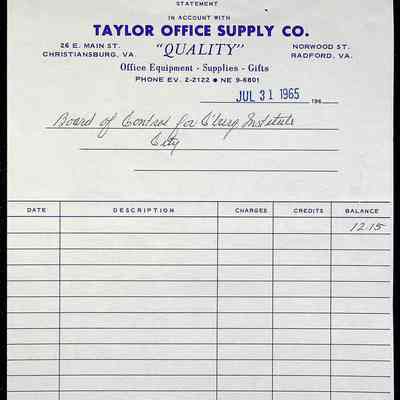 STATEMENT
IN ACCOUNT WITH
TAYLOR OFFICE SUPPLY CO.
26 E. MAIN ST. "QUALITY" NORWOOD ST.
CHRISTIANSBURG, VA. RADFORD, VA.
Office Equipment - Supplies - Gifts
PHONE EV. 2-2122 ● NE 9-6801
JUL 31 1965 196
Board of Control for C'burg Institute
City
DATE DESCRIPTION CHARGES CREDITS BALANCE
12.15